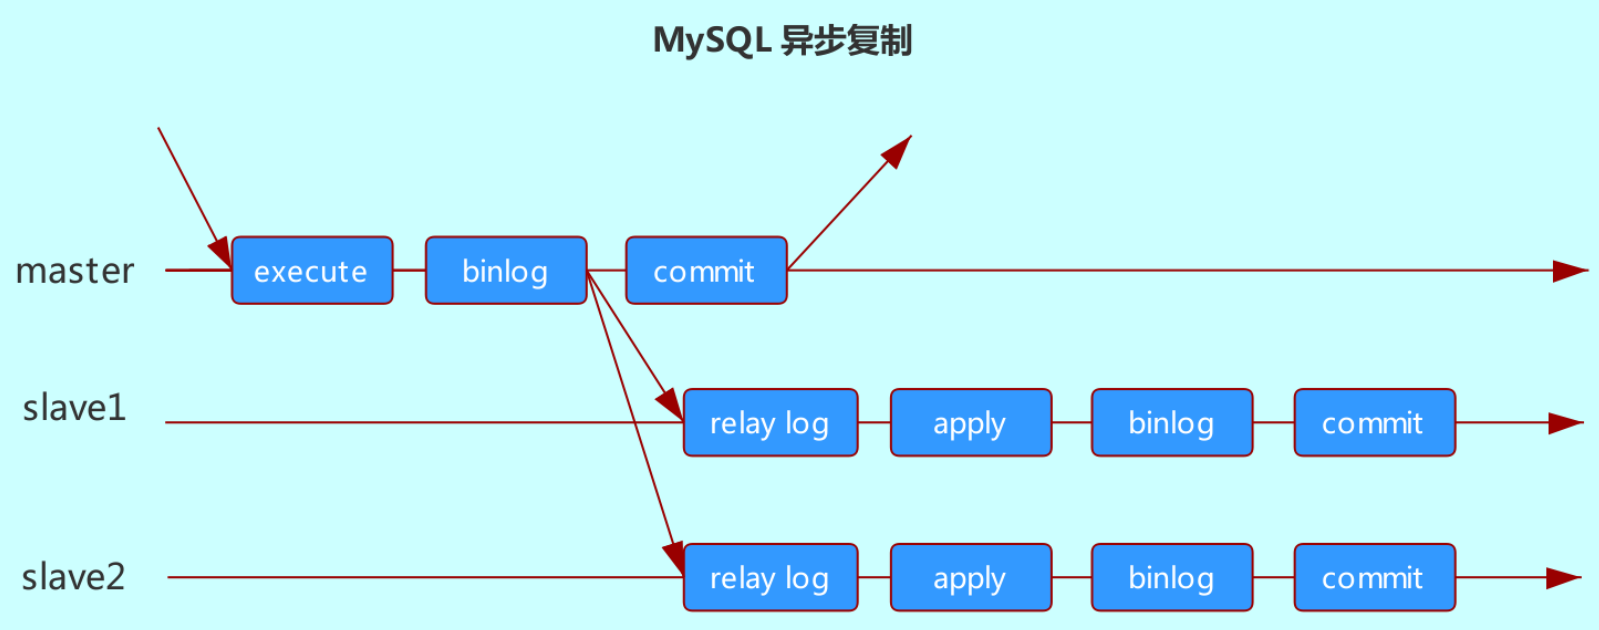 MySQL 异步复制
master
execute
binlog
commit
slave1
relay log
apply
binlog
commit
slave2
relay log
apply
binlog
commit